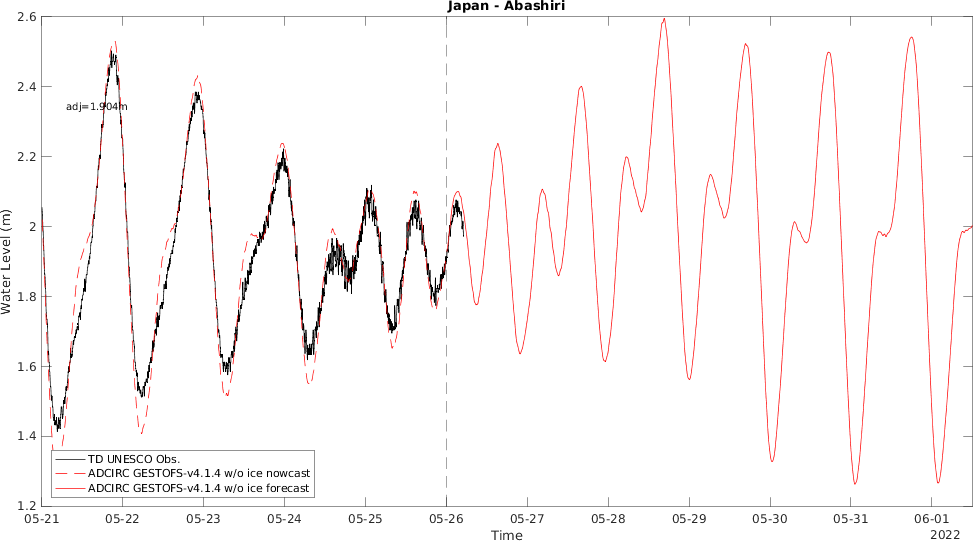 Japan - Abashiri
2.6
2.4
2.2
2
1.8
1.6
1.4
1.2
Water Level (m)
adj=1.904m
TD UNESCO Obs.
ADCIRC GESTOFS-v4.1.4 w/o ice nowcast
ADCIRC GESTOFS-v4.1.4 w/o ice forecast
05-21 05-22 05-23 05-24 05-25 05-26 05-27 05-28 05-29 05-30 05-31 06-01
2022
Time